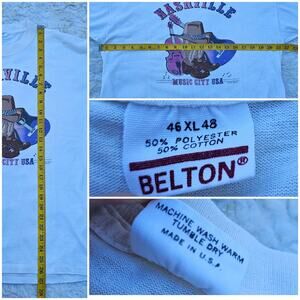 NASHVILLE
MUSIC CITY USA
NASHVILLE
MUSIC CITY USA
46 XL 48
50% POLYESTER
50% COTTON
BELTON®
MACHINE WASH WARM
TUMBLE DRY
MADE IN U.S.A